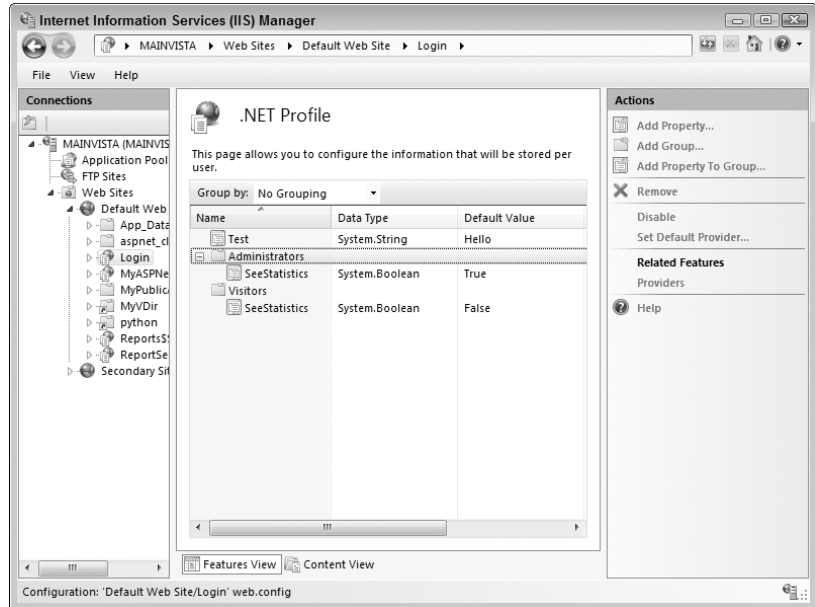 Internet Information Services (IIS) Manager
MAINVISTA Web Sites Default Web Site Login
File View Help
Connections
MAINVISTA (MAINVIS
Application Pool
FTP Sites
Web Sites
Default Web
App_Data
aspnet_cl
Login
MyASPNe
MyPublic
MyVDir
python
Reports$
ReportSe
Secondary Sit
.NET Profile
This page allows you to configure the information that will be stored per
user.
Group by: No Grouping
Name Data Type Default Value
Test System.String Hello
Administrators
SeeStatistics System.Boolean True
Visitors
SeeStatistics System.Boolean False
Features View Content View
Actions
Add Property...
Add Group...
Add Property To Group...
Remove
Disable
Set Default Provider...
Related Features
Providers
Help
Configuration: 'Default Web Site/Login' web.config